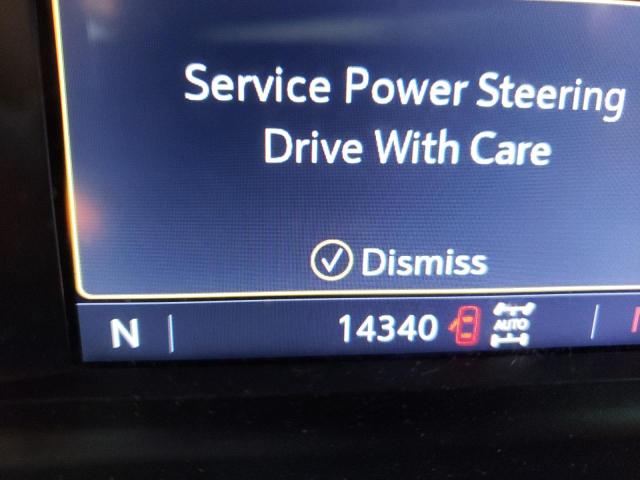 Service Power Steering
Drive With Care
Dismiss
N 14340 AUTO